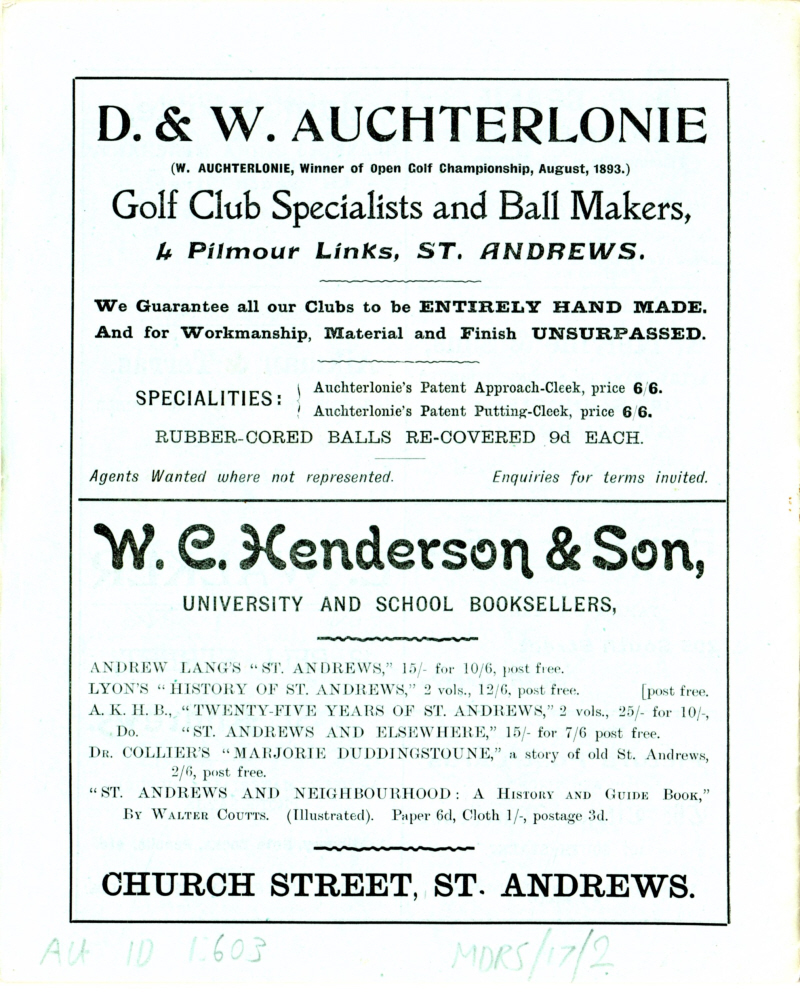 D. & W. AUCHTERLONIE
(W. AUCHTERLONIE, Winner of Open Golf Championship, August, 1893.)
Golf Club Specialists and Ball Makers,
4 Pilmour Links, ST. ANDREWS.
We Guarantee all our Clubs to be ENTIRELY HAND MADE.
And for Workmanship, Material and Finish UNSURPASSED.
SPECIALITIES: { Auchterlonie's Patent Approach-Cleek, price 6/6.
Auchterlonie's Patent Putting-Cleek, price 6/6.
RUBBER-CORED BALLS RE-COVERED 9d EACH.
Agents Wanted where not represented. Enquiries for terms invited.
W. C. Henderson & Son,
UNIVERSITY AND SCHOOL BOOKSELLERS,
ANDREW LANG'S "ST. ANDREWS," 15/- for 10/6, post free.
LYON'S "HISTORY OF ST. ANDREWS," 2 vols., 12/6, post free. [post free.
A. K. H. B., "TWENTY-FIVE YEARS OF ST. ANDREWS," 2 vols., 25/- for 10/-,
Do. "ST. ANDREWS AND ELSEWHERE," 15/- for 7/6 post free.
DR. COLLIER'S "MARJORIE DUDDINGSTOUNE," a story of old St. Andrews,
2/6, post free.
"ST. ANDREWS AND NEIGHBOURHOOD: A HISTORY AND GUIDE BOOK,"
BY WALTER COUTTS. (Illustrated). Paper 6d, Cloth 1/-, postage 3d.
CHURCH STREET, ST. ANDREWS.
AU ID 1.603 MDRS/17/2